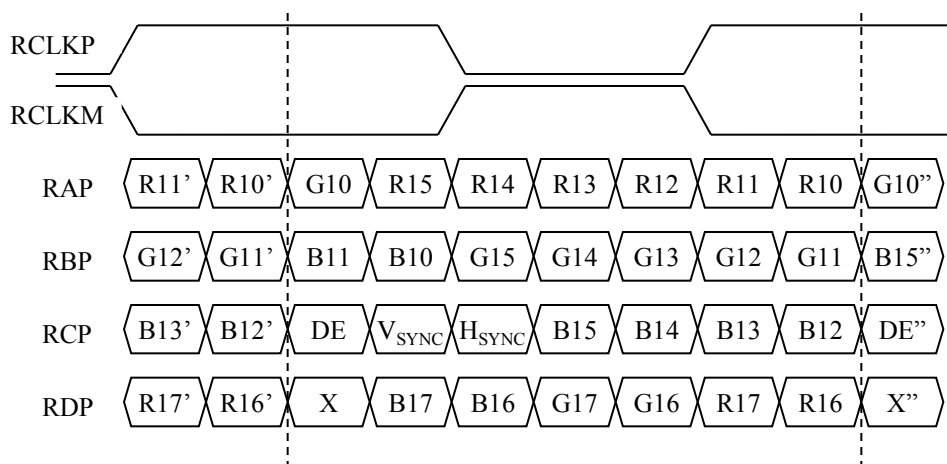 RCLKP
RCLKM
RAP R11’ R10’ G10 R15 R14 R13 R12 R11 R10 G10”
RBP G12’ G11’ B11 B10 G15 G14 G13 G12 G11 B15”
RCP B13’ B12’ DE VSYNC HSYNC B15 B14 B13 B12 DE”
RDP R17’ R16’ X B17 B16 G17 G16 R17 R16 X”